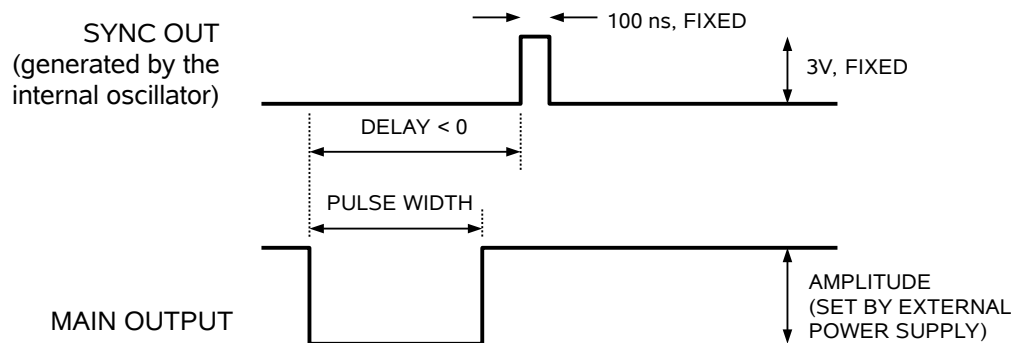 100 ns, FIXED
SYNC OUT
(generated by the
internal oscillator)
3V, FIXED
DELAY < 0
PULSE WIDTH
AMPLITUDE
(SET BY EXTERNAL
POWER SUPPLY)
MAIN OUTPUT